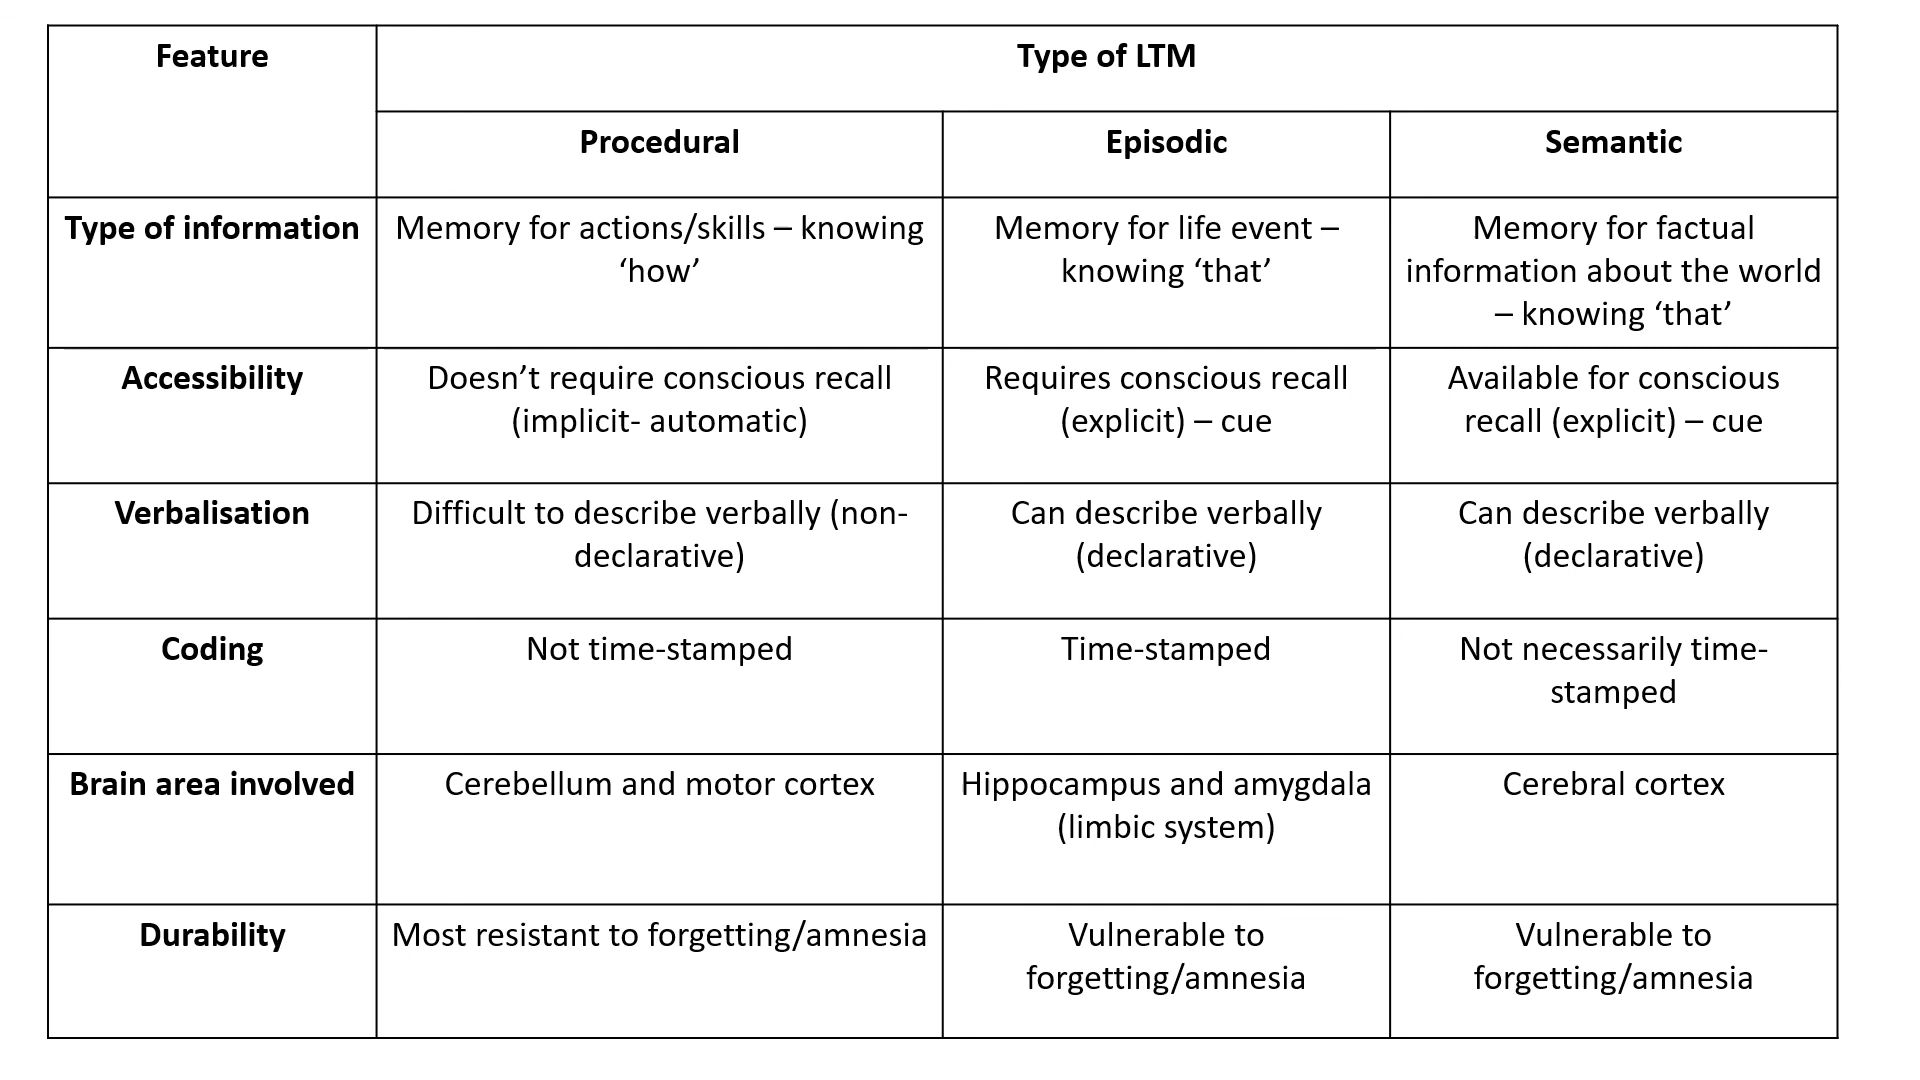 Feature
Type of LTM
Procedural
Episodic
Semantic
Type of information
Memory for actions/skills – knowing
‘how’
Memory for life event –
knowing ‘that’
Memory for factual
information about the world
– knowing ‘that’
Accessibility
Doesn’t require conscious recall
(implicit- automatic)
Requires conscious recall
(explicit) – cue
Available for conscious
recall (explicit) – cue
Verbalisation
Difficult to describe verbally (non-
declarative)
Can describe verbally
(declarative)
Can describe verbally
(declarative)
Coding
Not time-stamped
Time-stamped
Not necessarily time-
stamped
Brain area involved
Cerebellum and motor cortex
Hippocampus and amygdala
(limbic system)
Cerebral cortex
Durability
Most resistant to forgetting/amnesia
Vulnerable to
forgetting/amnesia
Vulnerable to
forgetting/amnesia